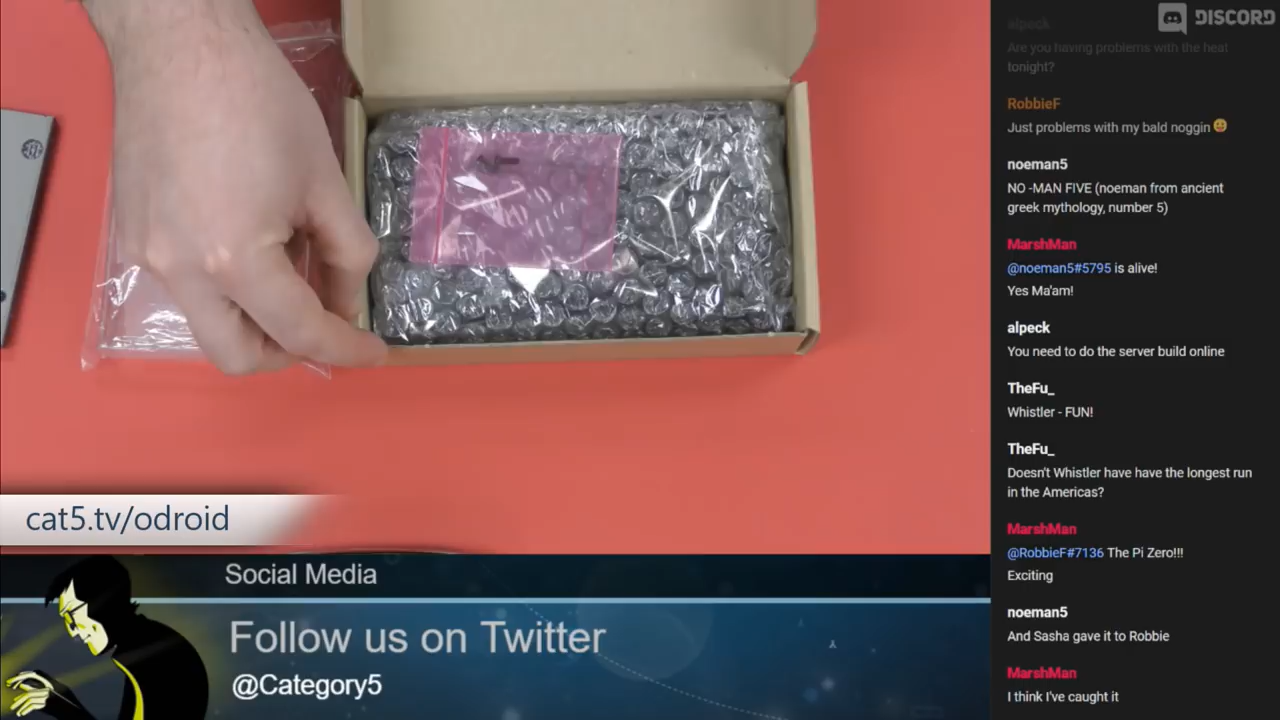 DISCORD
alpeck
Are you having problems with the heat
tonight?
RobbieF
Just problems with my bald noggin
noeman5
NO -MAN FIVE (noeman from ancient
greek mythology, number 5)
MarshMan
@noeman5#5795 is alive!
Yes Ma'am!
alpeck
You need to do the server build online
TheFu_
Whistler - FUN!
TheFu_
Doesn't Whistler have have the longest run
in the Americas?
MarshMan
@RobbieF#7136 The Pi Zero!!!
Exciting
noeman5
And Sasha gave it to Robbie
MarshMan
I think I've caught it
cat5.tv/odroid
Social Media
Follow us on Twitter
@Category5